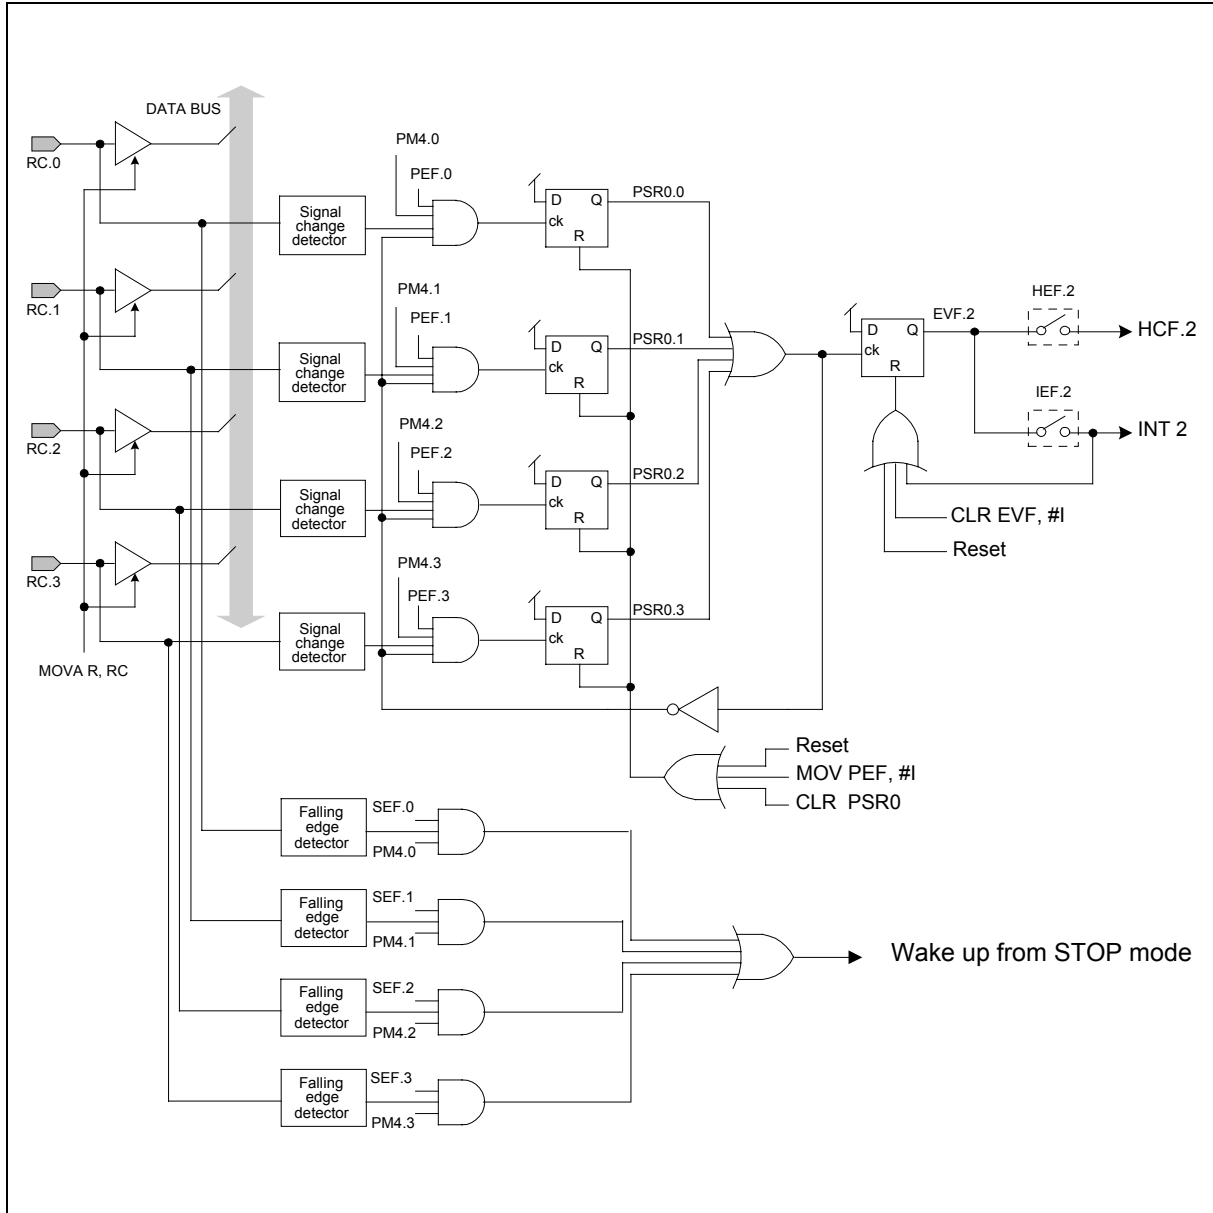 DATA BUS
RC.0
PM4.0
PEF.0
Signal
change
detector
D Q
ck
R
PSR0.0
RC.1
PM4.1
PEF.1
Signal
change
detector
D Q
ck
R
PSR0.1
D Q
ck
R
EVF.2
HEF.2
HCF.2
IEF.2
INT 2
RC.2
PM4.2
PEF.2
Signal
change
detector
D Q
ck
R
PSR0.2
CLR EVF, #I
Reset
RC.3
PM4.3
PEF.3
Signal
change
detector
D Q
ck
R
PSR0.3
MOVA R, RC
Reset
MOV PEF, #I
CLR PSR0
Falling
edge
detector
SEF.0
PM4.0
Falling
edge
detector
SEF.1
PM4.1
Wake up from STOP mode
Falling
edge
detector
SEF.2
PM4.2
Falling
edge
detector
SEF.3
PM4.3